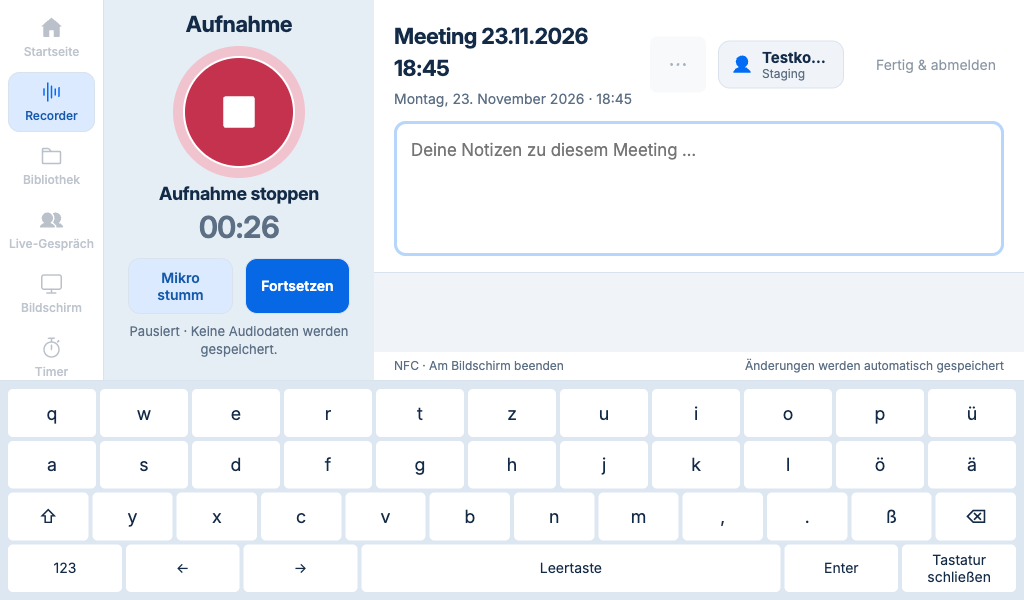 Startseite
Recorder
Bibliothek
Live-Gespräch
Bildschirm
Timer
Aufnahme
Aufnahme stoppen
00:26
Mikro
stumm
Fortsetzen
Pausiert · Keine Audiodaten werden
gespeichert.
Meeting 23.11.2026
18:45
Montag, 23. November 2026 · 18:45
...
Testko...
Staging
Fertig & abmelden
Deine Notizen zu diesem Meeting ...
NFC · Am Bildschirm beenden
Änderungen werden automatisch gespeichert
q w e r t z u i o p ü
a s d f g h j k l ö ä
⇧ y x c v b n m , . ß ⌫
123 ← → Leertaste Enter Tastatur
schließen